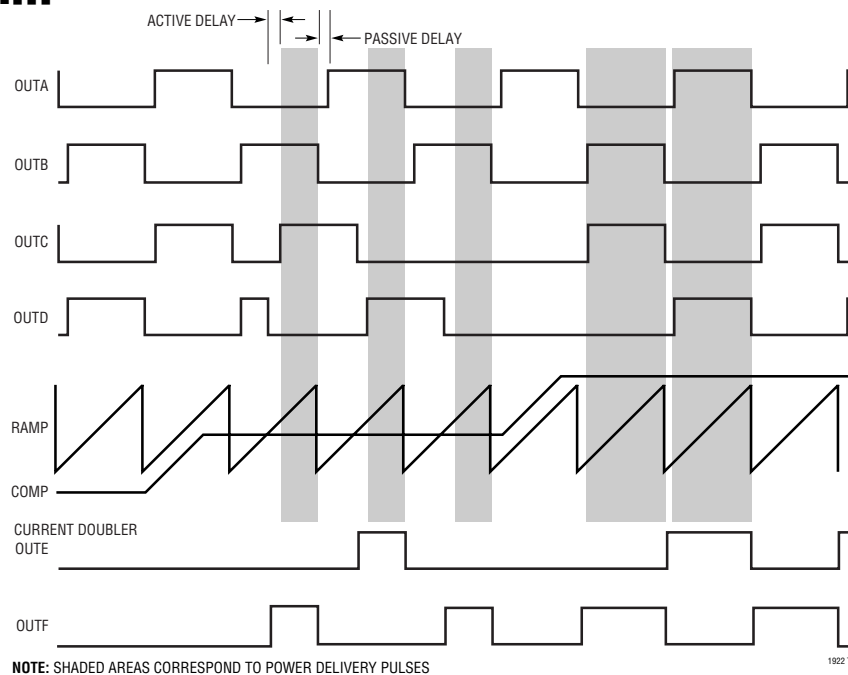 ACTIVE DELAY
PASSIVE DELAY
OUTA
OUTB
OUTC
OUTD
RAMP
COMP
CURRENT DOUBLER
OUTE
OUTF
NOTE: SHADED AREAS CORRESPOND TO POWER DELIVERY PULSES
1922